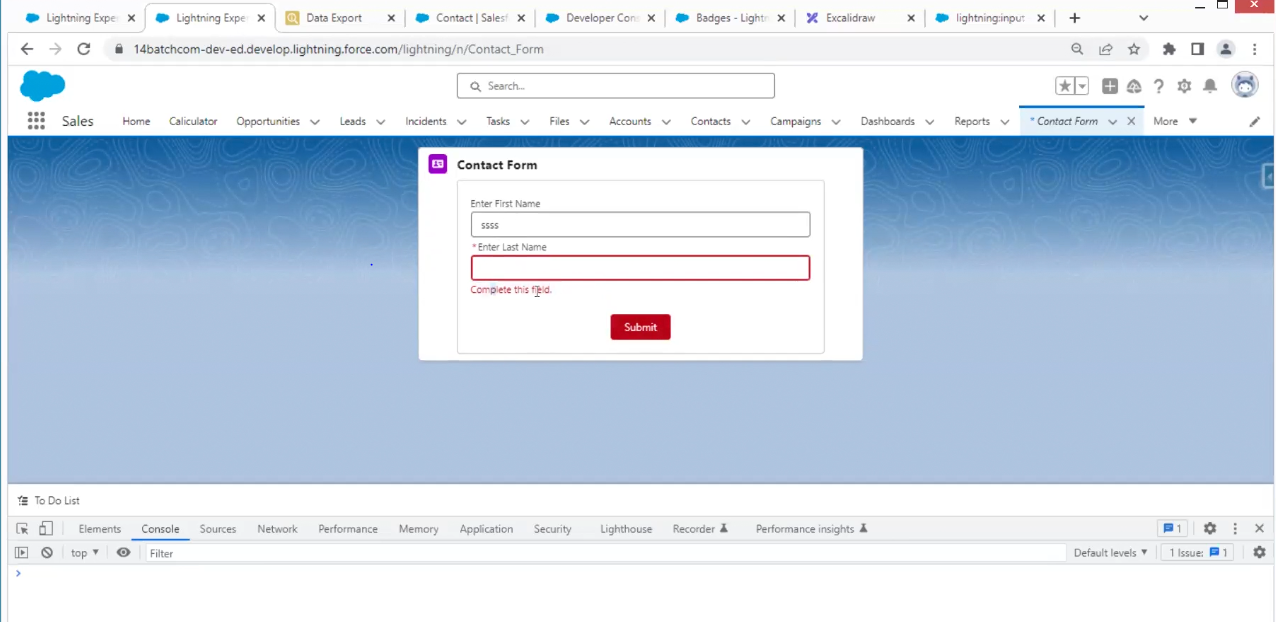 Lightning Expe
Lightning Expe
Data Export
Contact | Salesf
Developer Con
Badges - Lightn
Excalidraw
lightning:input
14batchcom-dev-ed.develop.lightning.force.com/lightning/n/Contact_Form
Search...
Sales
Home
Calculator
Opportunities
Leads
Incidents
Tasks
Files
Accounts
Contacts
Campaigns
Dashboards
Reports
* Contact Form
More
Contact Form
Enter First Name
ssss
*Enter Last Name
Complete this field.
Submit
To Do List
Elements
Console
Sources
Network
Performance
Memory
Application
Security
Lighthouse
Recorder
Performance insights
1
top
Filter
Default levels
1 Issue: 1